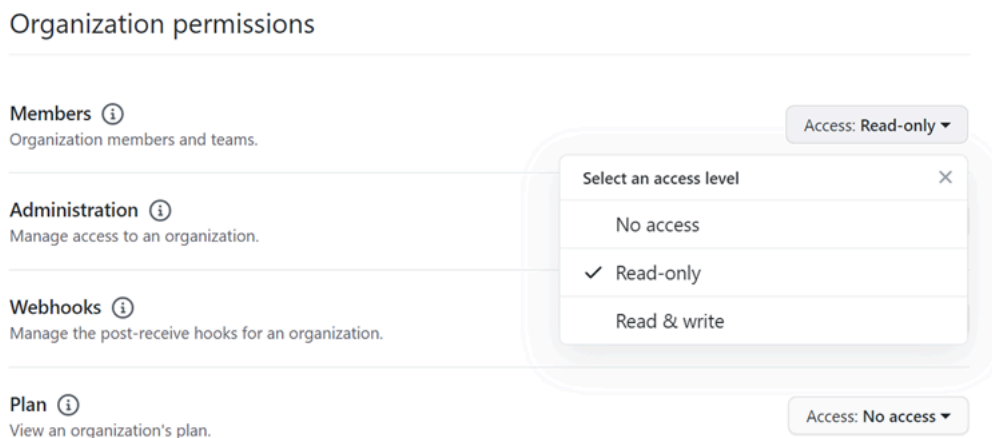 Organization permissions
Members
Organization members and teams.
Access: Read-only
Select an access level
No access
Read-only
Read & write
Administration
Manage access to an organization.
Webhooks
Manage the post-receive hooks for an organization.
Plan
View an organization's plan.
Access: No access